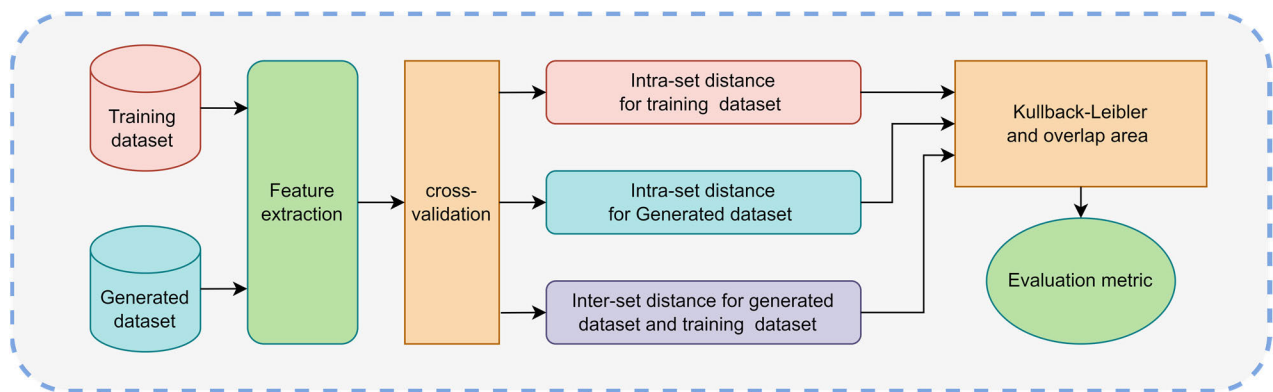 Training
dataset
Generated
dataset
Feature
extraction
cross-
validation
Intra-set distance
for training dataset
Intra-set distance
for Generated dataset
Inter-set distance for generated
dataset and training dataset
Kullback-Leibler
and overlap area
Evaluation metric